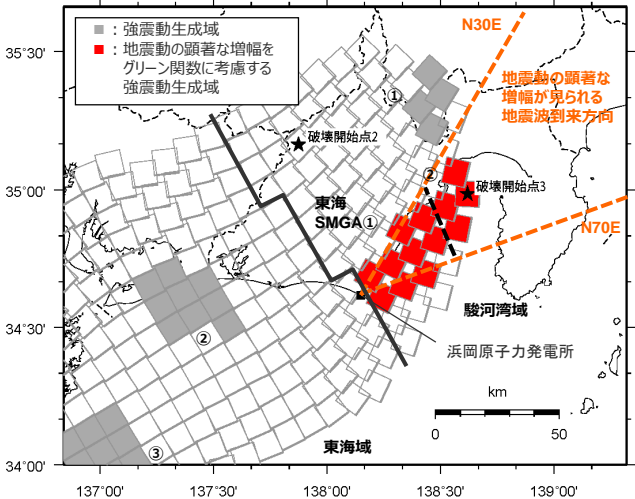 ：強震動生成域
：地震動の顕著な増幅を
グリーン関数に考慮する
強震動生成域
N30E
地震動の顕著な
増幅が見られる
地震波到来方向
①
破壊開始点2
②
破壊開始点3
東海
SMGA①
N70E
駿河湾域
浜岡原子力発電所
②
km
0 50
③
東海域
35°30'
35°00'
34°30'
34°00'
137°00' 137°30' 138°00' 138°30' 139°00'